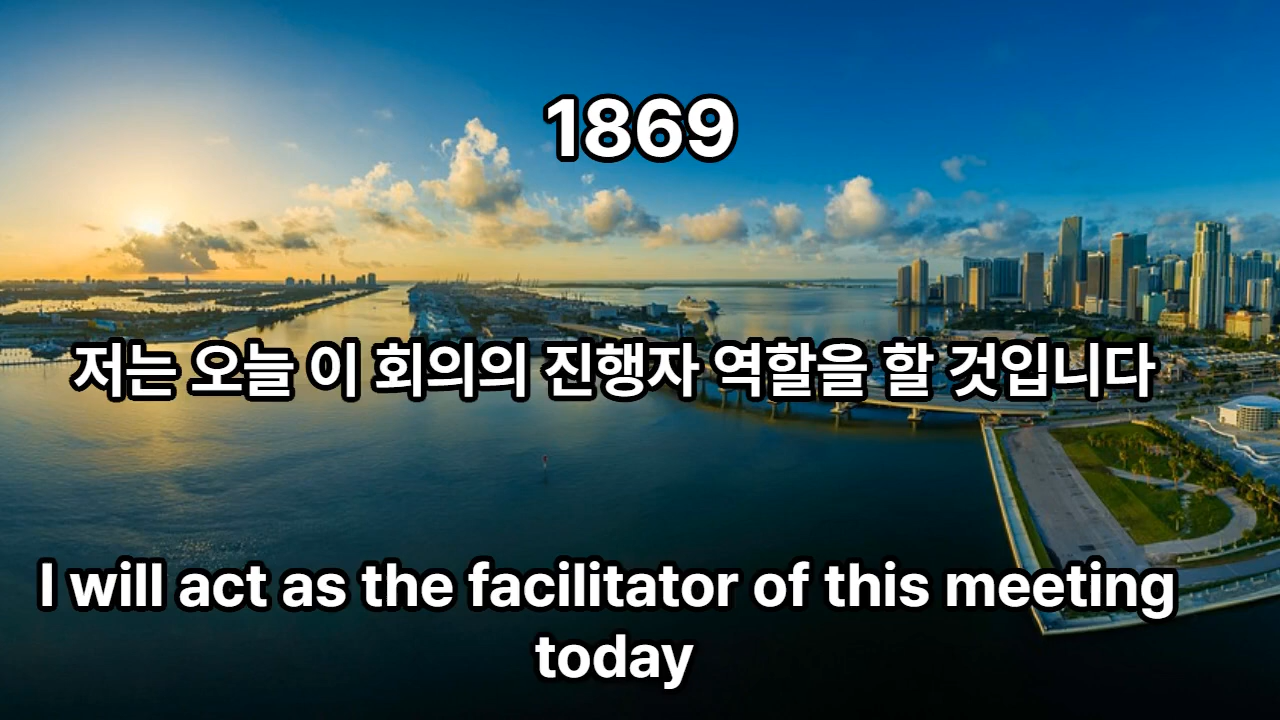 1869
저는 오늘 이 회의의 진행자 역할을 할 것입니다
I will act as the facilitator of this meeting
today